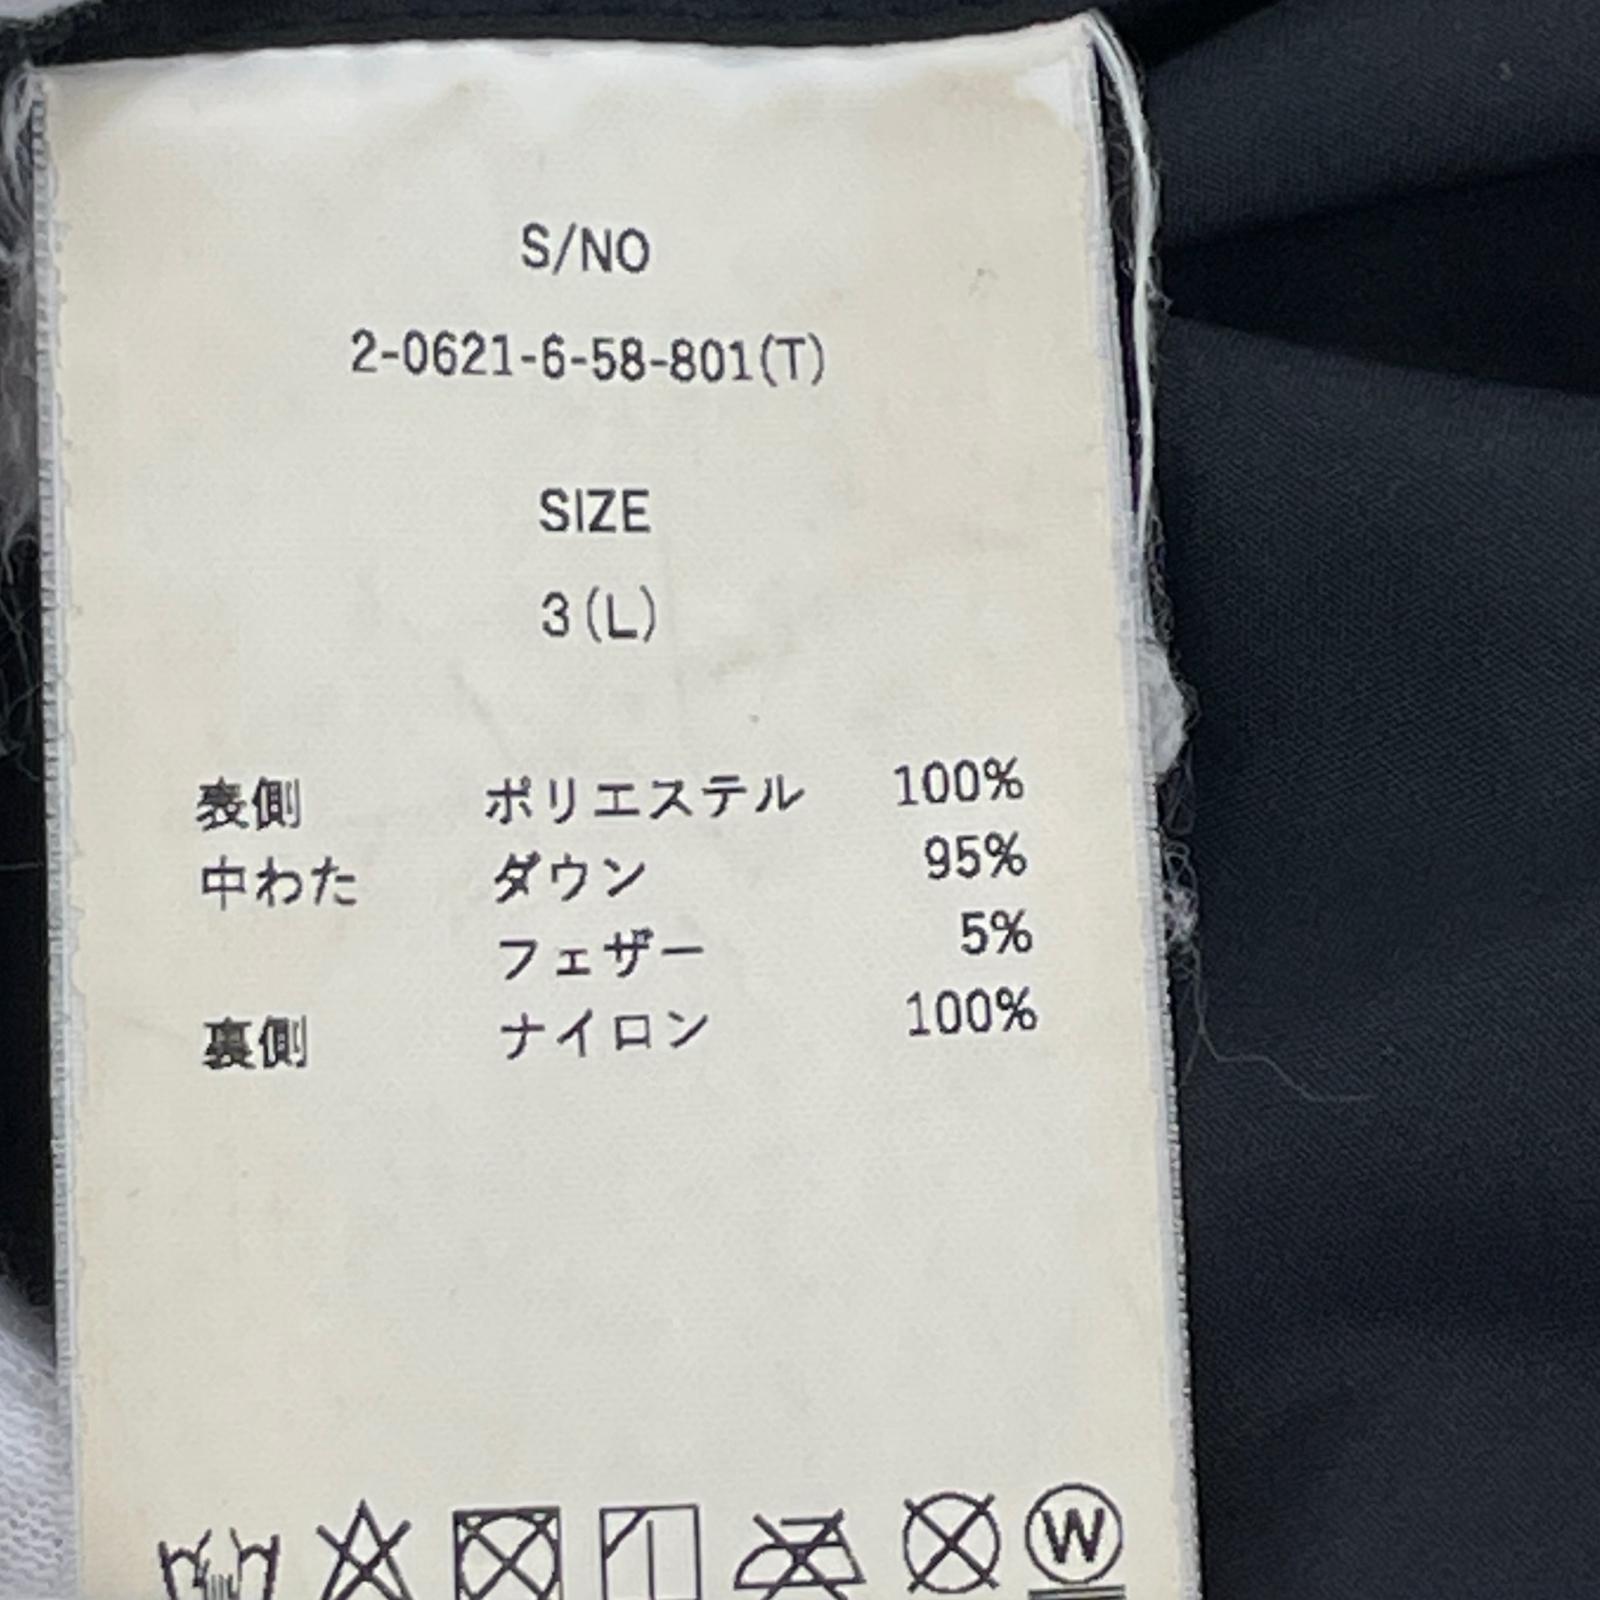 S/NO
2-0621-6-58-801(T)
SIZE
3(L)
表側 ポリエステル 100%
中わた ダウン 95%
フェザー 5%
裏側 ナイロン 100%
W